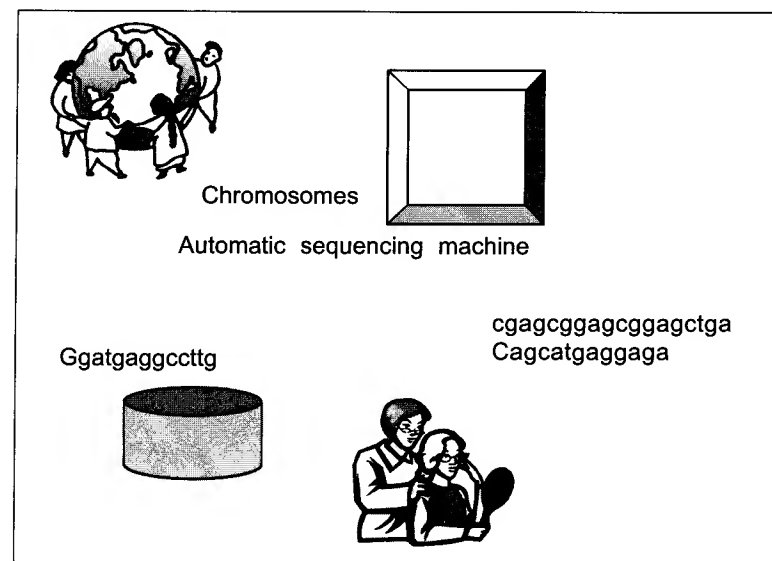 Chromosomes
Automatic sequencing machine
cgagcggagcggagctga
Cagcatgaggaga
Ggatgaggccttg